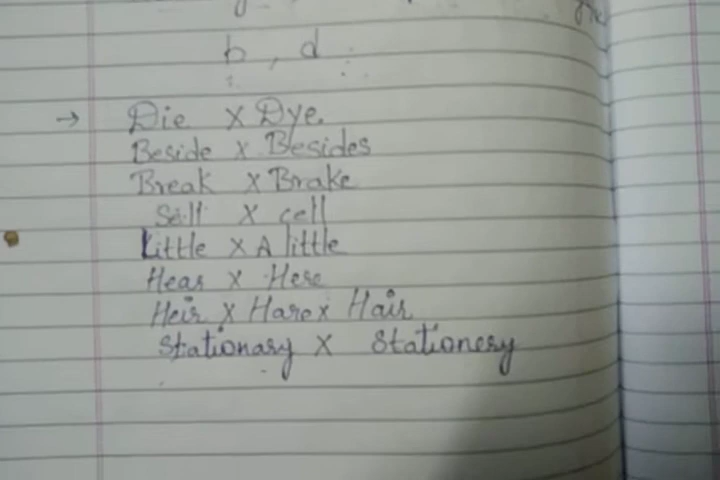 b, d
→ Die X Dye.
Beside X Besides
Break X Brake
Sell X cell
Little X A little
Hear X Here
Heir X Hare X Hair
Stationary X Stationery